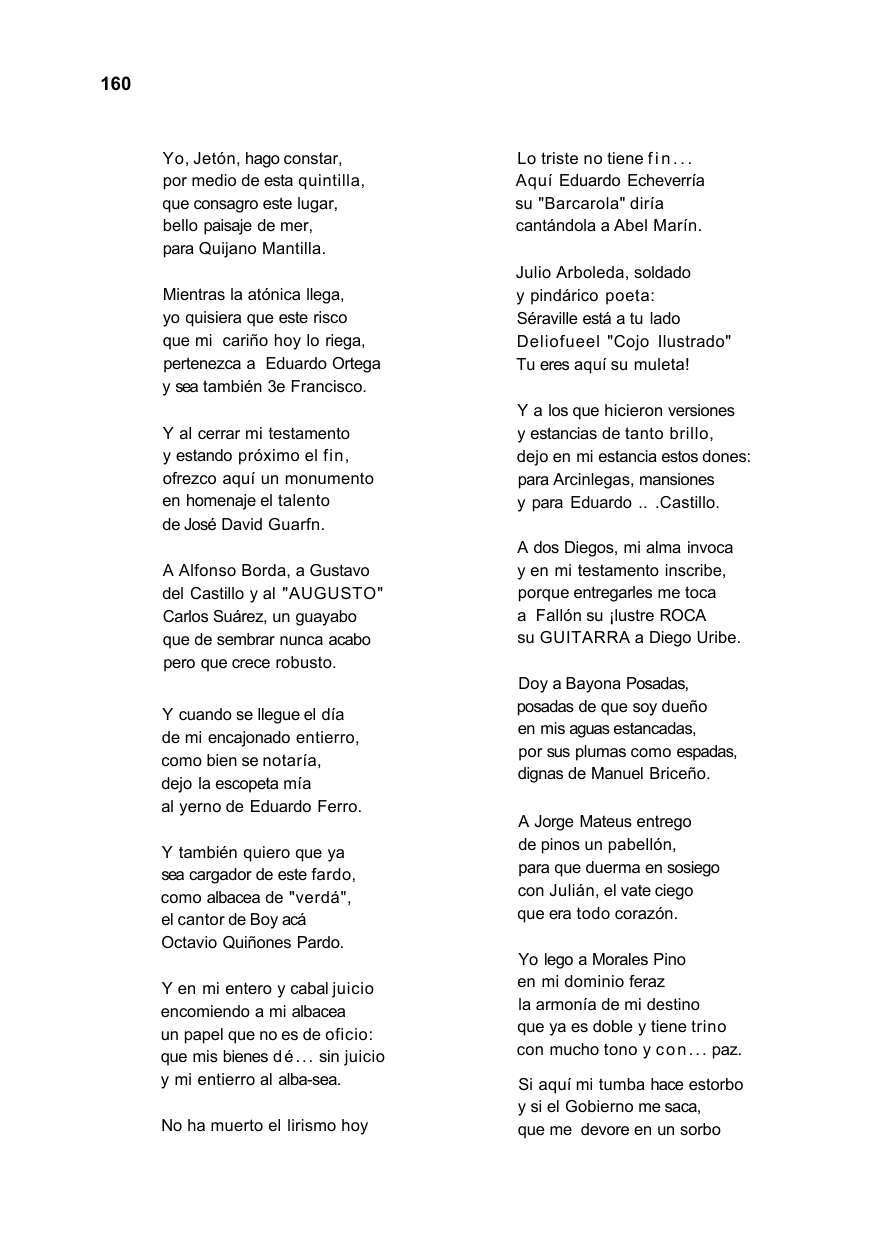 160

Yo, Jetón, hago constar,
por medio de esta quintilla,
que consagro este lugar,
bello paisaje de mer,
para Quijano Mantilla.

Mientras la atónica llega,
yo quisiera que este risco
que mi cariño hoy lo riega,
pertenezca a Eduardo Ortega
y sea también 3e Francisco.

Y al cerrar mi testamento
y estando próximo el fin,
ofrezco aquí un monumento
en homenaje el talento
de José David Guarfn.

A Alfonso Borda, a Gustavo
del Castillo y al "AUGUSTO"
Carlos Suárez, un guayabo
que de sembrar nunca acabo
pero que crece robusto.

Y cuando se llegue el día
de mi encajonado entierro,
como bien se notaría,
dejo la escopeta mía
al yerno de Eduardo Ferro.

Y también quiero que ya
sea cargador de este fardo,
como albacea de "verdá",
el cantor de Boy acá
Octavio Quiñones Pardo.

Y en mi entero y cabal juicio
encomiendo a mi albacea
un papel que no es de oficio:
que mis bienes dé... sin juicio
y mi entierro al alba-sea.

No ha muerto el lirismo hoy

Lo triste no tiene fin...
Aquí Eduardo Echeverría
su "Barcarola" diría
cantándola a Abel Marín.

Julio Arboleda, soldado
y pindárico poeta:
Séraville está a tu lado
Deliofueel "Cojo Ilustrado"
Tu eres aquí su muleta!

Y a los que hicieron versiones
y estancias de tanto brillo,
dejo en mi estancia estos dones:
para Arcinlegas, mansiones
y para Eduardo .. .Castillo.

A dos Diegos, mi alma invoca
y en mi testamento inscribe,
porque entregarles me toca
a Fallón su ¡lustre ROCA
su GUITARRA a Diego Uribe.

Doy a Bayona Posadas,
posadas de que soy dueño
en mis aguas estancadas,
por sus plumas como espadas,
dignas de Manuel Briceño.

A Jorge Mateus entrego
de pinos un pabellón,
para que duerma en sosiego
con Julián, el vate ciego
que era todo corazón.

Yo lego a Morales Pino
en mi dominio feraz
la armonía de mi destino
que ya es doble y tiene trino
con mucho tono y con... paz.

Si aquí mi tumba hace estorbo
y si el Gobierno me saca,
que me devore en un sorbo